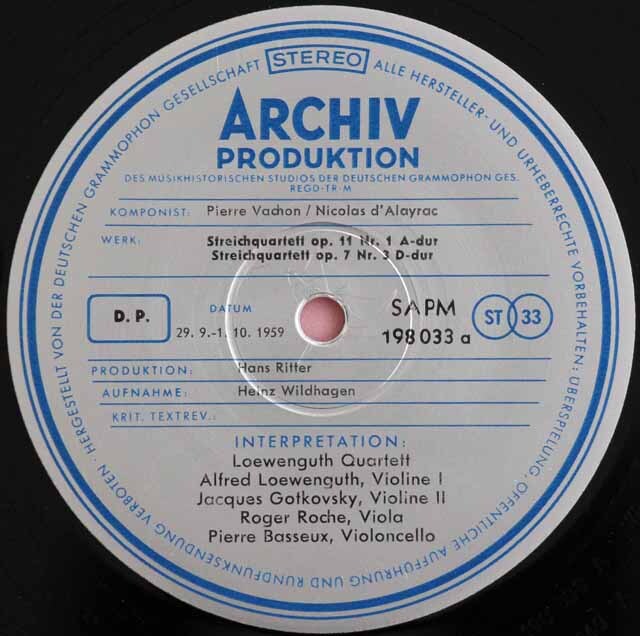 HERGESTELLT VON DER DEUTSCHEN GRAMMOPHON GESELLSCHAFT STEREO ALLE HERSTELLER- UND URHEBERRECHTE VORBEHALTEN: ÜBERSPIELUNG, ÖFFENTLICHE AUFFÜHRUNG UND RUNDFUNKSENDUNG VERBOTEN ·
ARCHIV
PRODUKTION
DES MUSIKHISTORISCHEN STUDIOS DER DEUTSCHEN GRAMMOPHON GES.
REGD·TR·M
KOMPONIST: Pierre Vachon / Nicolas d'Alayrac
WERK: Streichquartett op. 11 Nr. 1 A-dur
Streichquartett op. 7 Nr. 3 D-dur
D. P.
DATUM
29. 9.-1. 10. 1959
SAPM
198 033 a
ST 33
PRODUKTION: Hans Ritter
AUFNAHME: Heinz Wildhagen
KRIT. TEXTREV.:
INTERPRETATION:
Loewenguth Quartett
Alfred Loewenguth, Violine I
Jacques Gotkovsky, Violine II
Roger Roche, Viola
Pierre Basseux, Violoncello